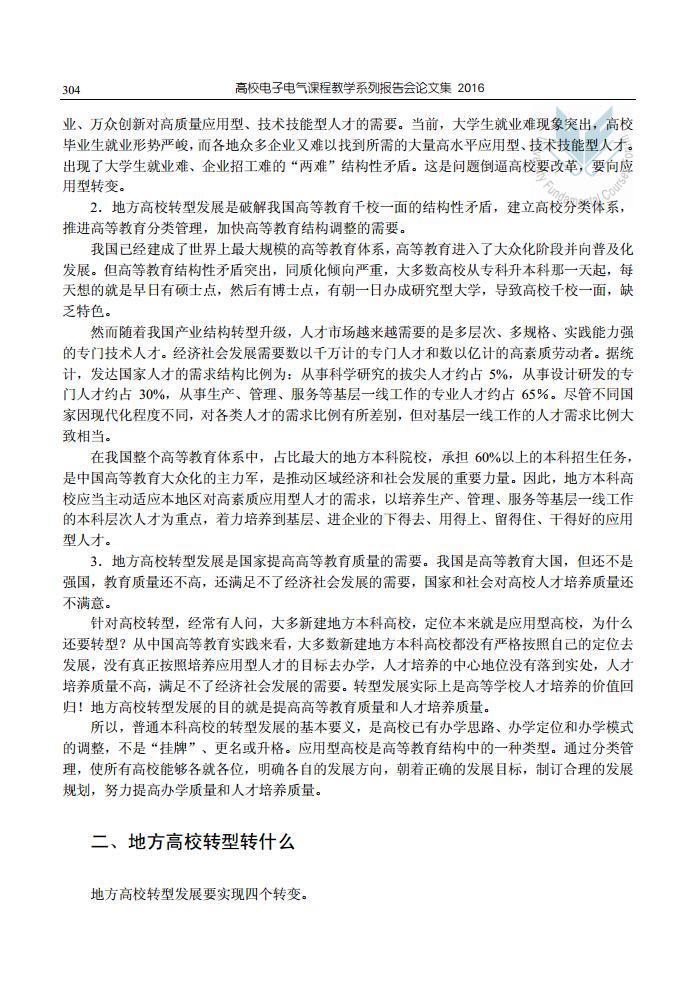 304
高校电子电气课程教学系列报告会论文集 2016
业、万众创新对高质量应用型、技术技能型人才的需要。当前，大学生就业难现象突出，高校
毕业生就业形势严峻，而各地众多企业又难以找到所需的大量高水平应用型、技术技能型人才。
出现了大学生就业难、企业招工难的“两难”结构性矛盾。这是问题倒逼高校要改革，要向应
用型转变。
2．地方高校转型发展是破解我国高等教育千校一面的结构性矛盾，建立高校分类体系，
推进高等教育分类管理，加快高等教育结构调整的需要。
我国已经建成了世界上最大规模的高等教育体系，高等教育进入了大众化阶段并向普及化
发展。但高等教育结构性矛盾突出，同质化倾向严重，大多数高校从专科升本科那一天起，每
天想的就是早日有硕士点，然后有博士点，有朝一日办成研究型大学，导致高校千校一面，缺
乏特色。
然而随着我国产业结构转型升级，人才市场越来越需要的是多层次、多规格、实践能力强
的专门技术人才。经济社会发展需要数以千万计的专门人才和数以亿计的高素质劳动者。据统
计，发达国家人才的需求结构比例为：从事科学研究的拔尖人才约占 5%，从事设计研发的专
门人才约占 30%，从事生产、管理、服务等基层一线工作的专业人才约占 65%。尽管不同国
家因现代化程度不同，对各类人才的需求比例有所差别，但对基层一线工作的人才需求比例大
致相当。
在我国整个高等教育体系中，占比最大的地方本科院校，承担 60%以上的本科招生任务，
是中国高等教育大众化的主力军，是推动区域经济和社会发展的重要力量。因此，地方本科高
校应当主动适应本地区对高素质应用型人才的需求，以培养生产、管理、服务等基层一线工作
的本科层次人才为重点，着力培养到基层、进企业的下得去、用得上、留得住、干得好的应用
型人才。
3．地方高校转型发展是国家提高高等教育质量的需要。我国是高等教育大国，但还不是
强国，教育质量还不高，还满足不了经济社会发展的需要，国家和社会对高校人才培养质量还
不满意。
针对高校转型，经常有人问，大多新建地方本科高校，定位本来就是应用型高校，为什么
还要转型？从中国高等教育实践来看，大多数新建地方本科高校都没有严格按照自己的定位去
发展，没有真正按照培养应用型人才的目标去办学，人才培养的中心地位没有落到实处，人才
培养质量不高，满足不了经济社会发展的需要。转型发展实际上是高等学校人才培养的价值回
归！地方高校转型发展的目的就是提高高等教育质量和人才培养质量。
所以，普通本科高校的转型发展的基本要义，是高校已有办学思路、办学定位和办学模式
的调整，不是“挂牌”、更名或升格。应用型高校是高等教育结构中的一种类型。通过分类管
理，使所有高校能够各就各位，明确各自的发展方向，朝着正确的发展目标，制订合理的发展
规划，努力提高办学质量和人才培养质量。
二、地方高校转型转什么
地方高校转型发展要实现四个转变。